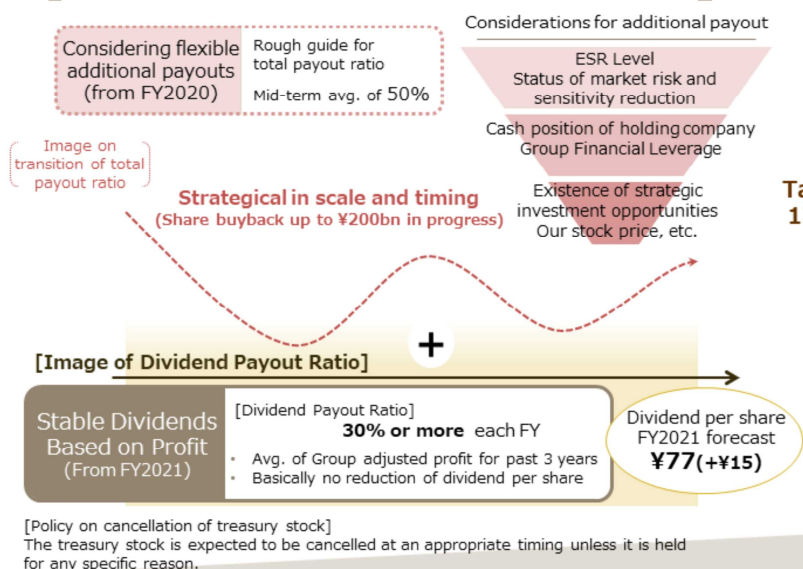 Considerations for additional payout
Considering flexible
additional payouts
(from FY2020)
Rough guide for
total payout ratio
Mid-term avg. of 50%
ESR Level
Status of market risk and
sensitivity reduction
Cash position of holding company
Group Financial Leverage
Existence of strategic
investment opportunities
Our stock price, etc.
Image on
transition of total
payout ratio
Strategical in scale and timing
(Share buyback up to ¥200bn in progress)
Ta
1
+
[Image of Dividend Payout Ratio]
Stable Dividends
Based on Profit
(From FY2021)
[Dividend Payout Ratio]
30% or more each FY
• Avg. of Group adjusted profit for past 3 years
• Basically no reduction of dividend per share
Dividend per share
FY2021 forecast
¥77(+¥15)
[Policy on cancellation of treasury stock]
The treasury stock is expected to be cancelled at an appropriate timing unless it is held
for any specific reason.